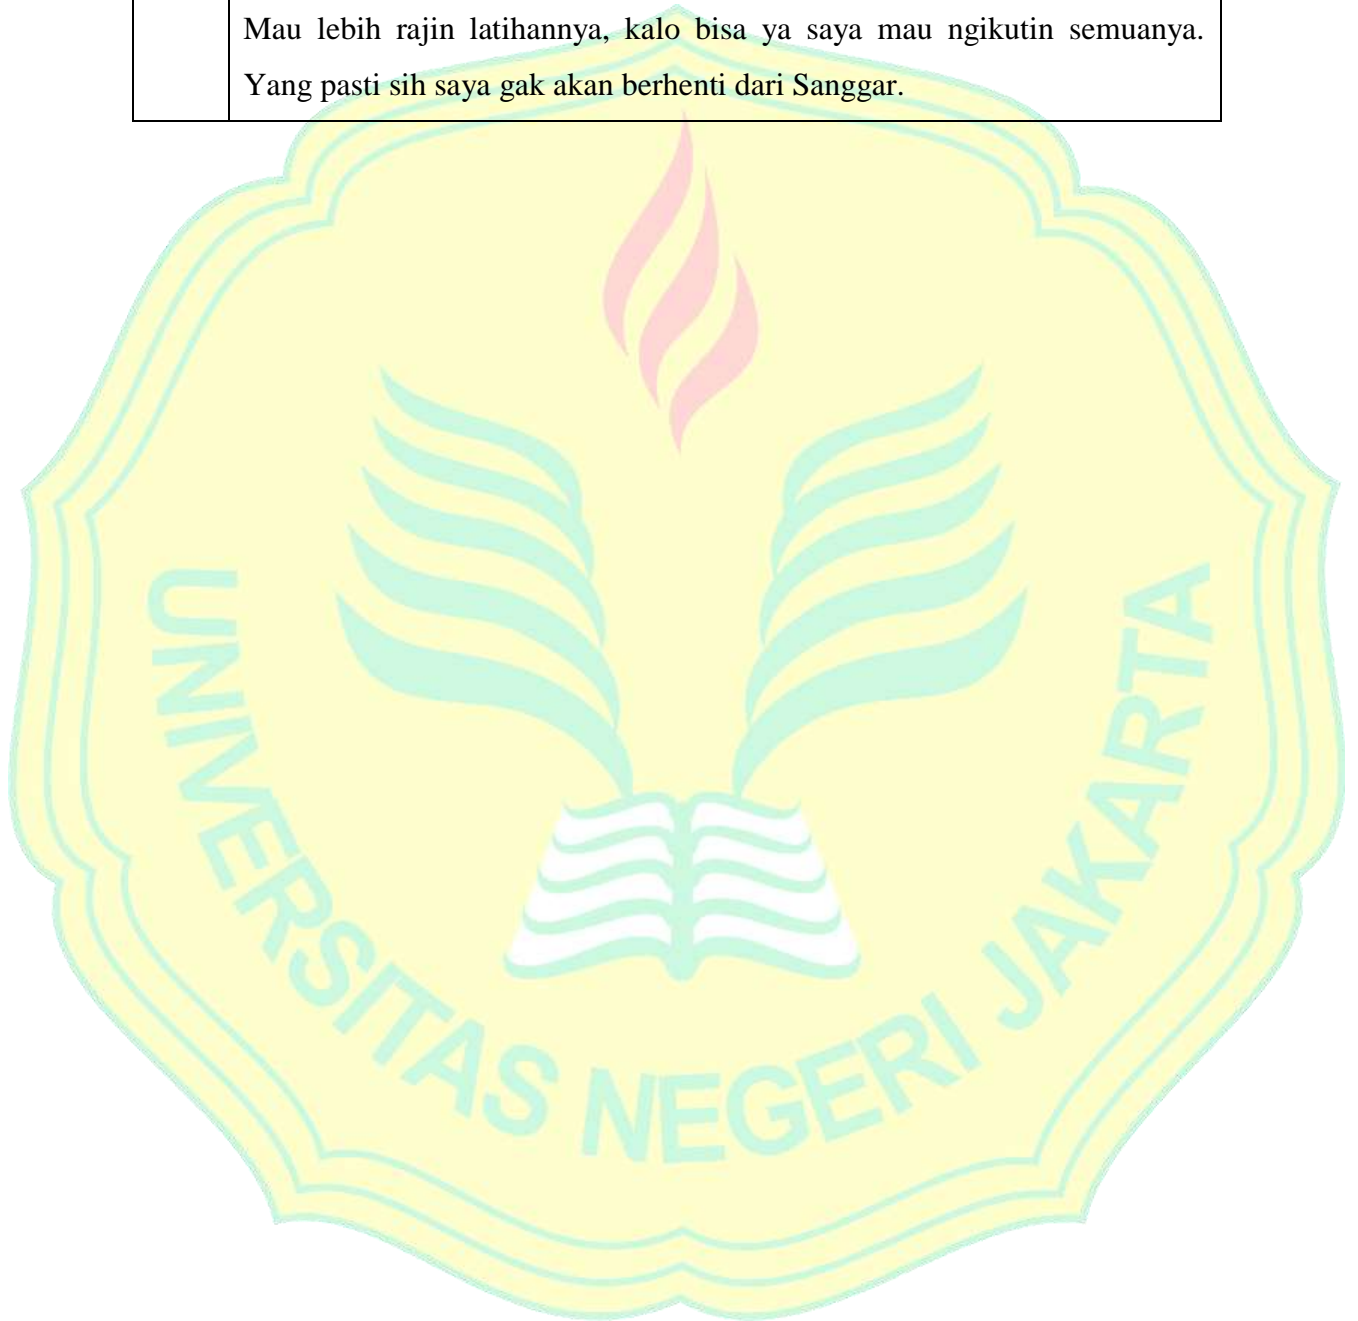 Mau lebih rajin latihannya, kalo bisa ya saya mau ngikutin semuanya.
Yang pasti sih saya gak akan berhenti dari Sanggar.
UNIVERSITAS NEGERI JAKARTA